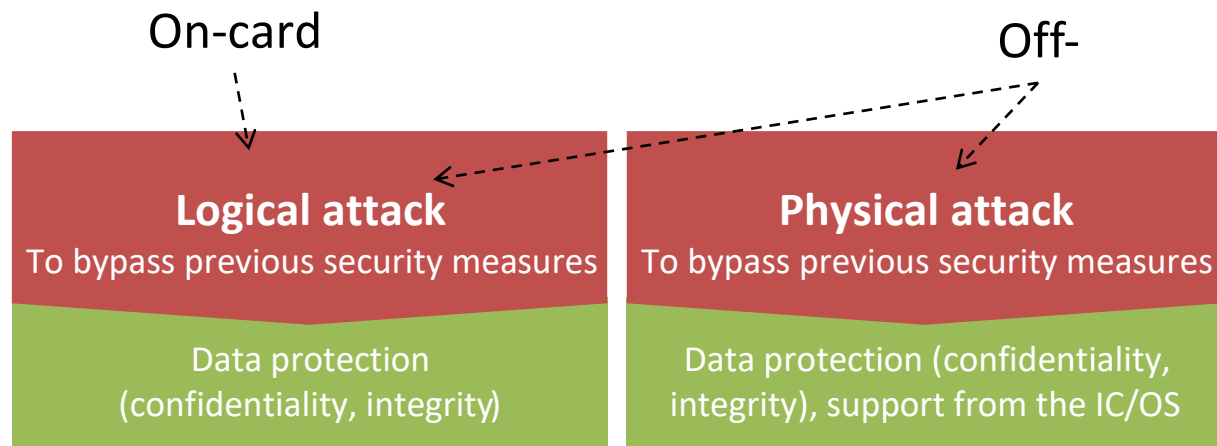 On-card
Off-
Logical attack
To bypass previous security measures
Data protection
(confidentiality, integrity)
Physical attack
To bypass previous security measures
Data protection (confidentiality,
integrity), support from the IC/OS